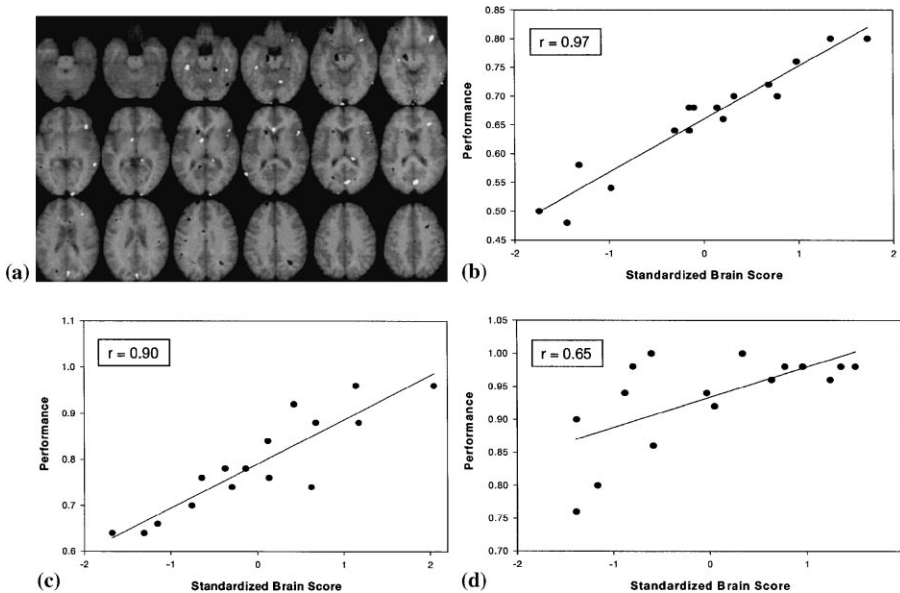 (a)
0.85
0.80
0.75
0.70
0.65
0.60
0.55
0.50
0.45
Performance
r = 0.97
-2
-1
0
1
2
Standardized Brain Score
(b)
1.1
1.0
0.9
0.8
0.7
0.6
Performance
r = 0.90
-2
-1
0
1
2
Standardized Brain Score
(c)
1.05
1.00
0.95
0.90
0.85
0.80
0.75
0.70
Performance
r = 0.65
-2
-1
0
1
Standardized Brain Score
(d)